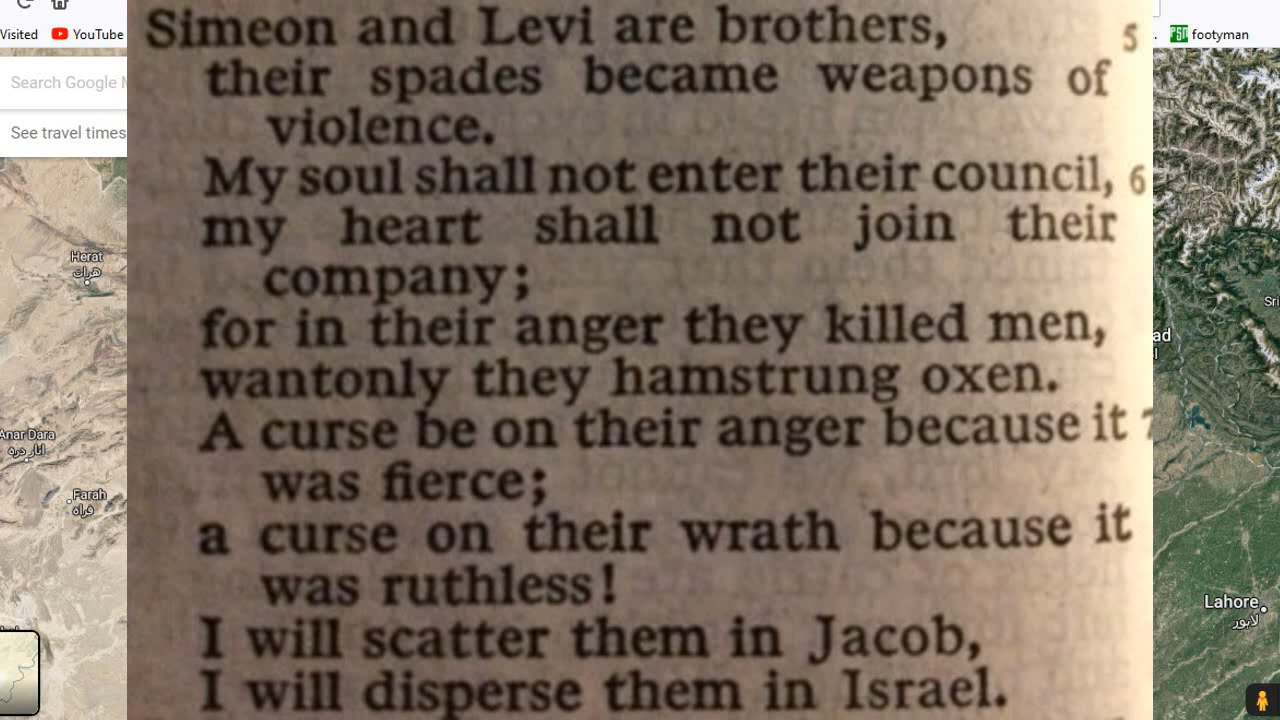 Visited
YouTube
footyman
Search Google M
See travel times
Simeon and Levi are brothers,
5
their spades became weapons of
violence.
My soul shall not enter their council,
6
my heart shall not join their
company;
for in their anger they killed men,
wantonly they hamstrung oxen.
A curse be on their anger because it
7
was fierce;
a curse on their wrath because it
was ruthless!
I will scatter them in Jacob,
I will disperse them in Israel.
Herat
هرات
Anar Dara
انار دره
Farah
فراه
Sri
ad
Lahore
لاہور